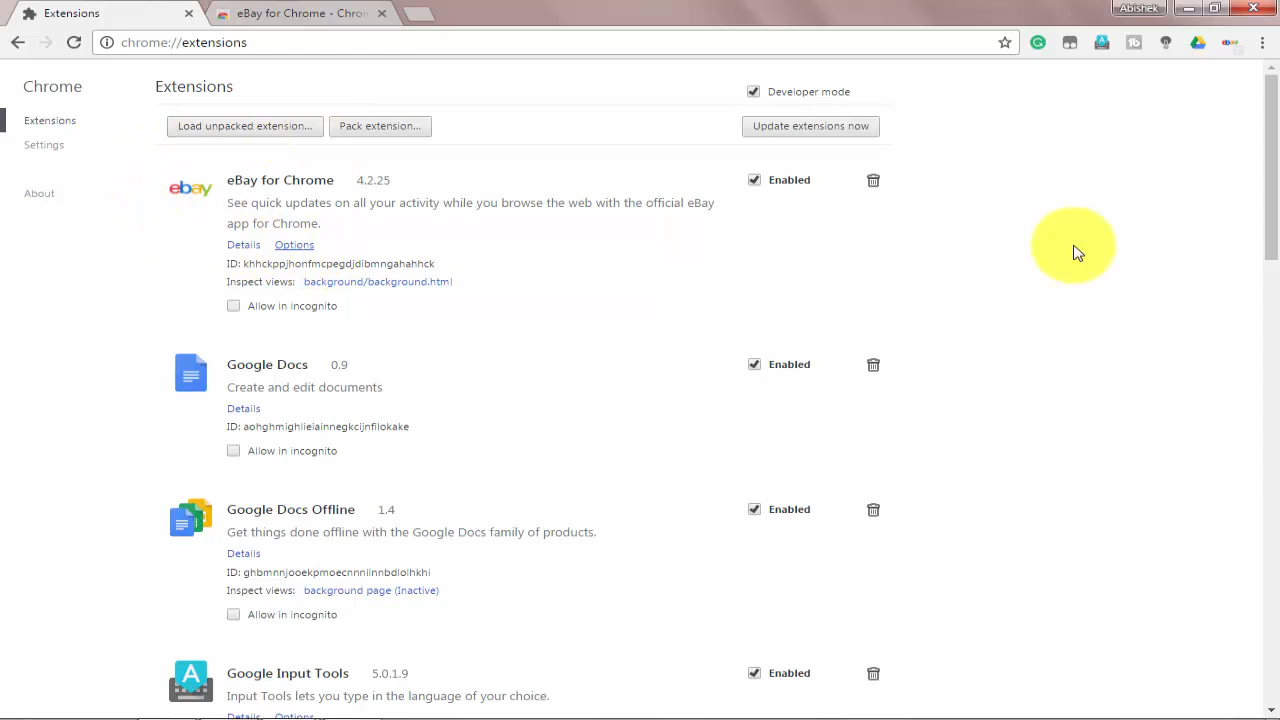 Extensions
eBay for Chrome - Chro
Abishek
chrome://extensions
Chrome
Extensions
Settings
About
Extensions
Developer mode
Load unpacked extension...
Pack extension...
Update extensions now
ebay
eBay for Chrome 4.2.25
Enabled
See quick updates on all your activity while you browse the web with the official eBay
app for Chrome.
Details Options
ID: khhckppjhonfmcpegdjdibmngahahhck
Inspect views: background/background.html
Allow in incognito
Google Docs 0.9
Enabled
Create and edit documents
Details
ID: aohghmighlieiainnegkcijnfilokake
Allow in incognito
Google Docs Offline 1.4
Enabled
Get things done offline with the Google Docs family of products.
Details
ID: ghbmnnjooekpmoecnnnilnnbdlolhkhi
Inspect views: background page (Inactive)
Allow in incognito
A
Google Input Tools 5.0.1.9
Enabled
Input Tools lets you type in the language of your choice.
Details Options